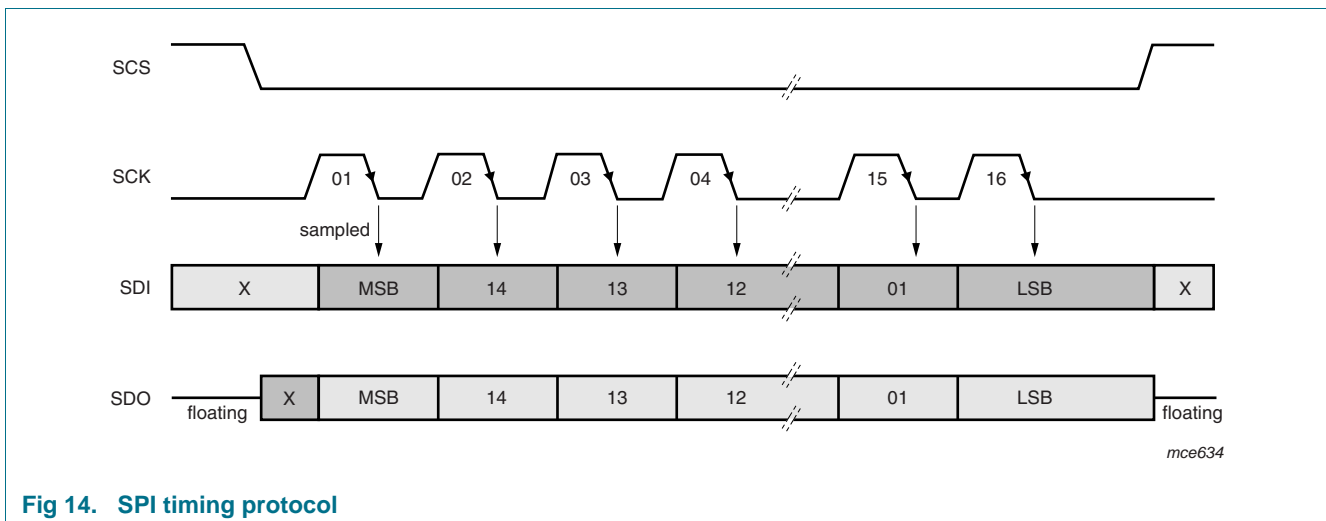 SCS
SCK
01 02 03 04 15 16
sampled
SDI
X MSB 14 13 12 01 LSB X
SDO
X MSB 14 13 12 01 LSB
floating floating
mce634
Fig 14. SPI timing protocol